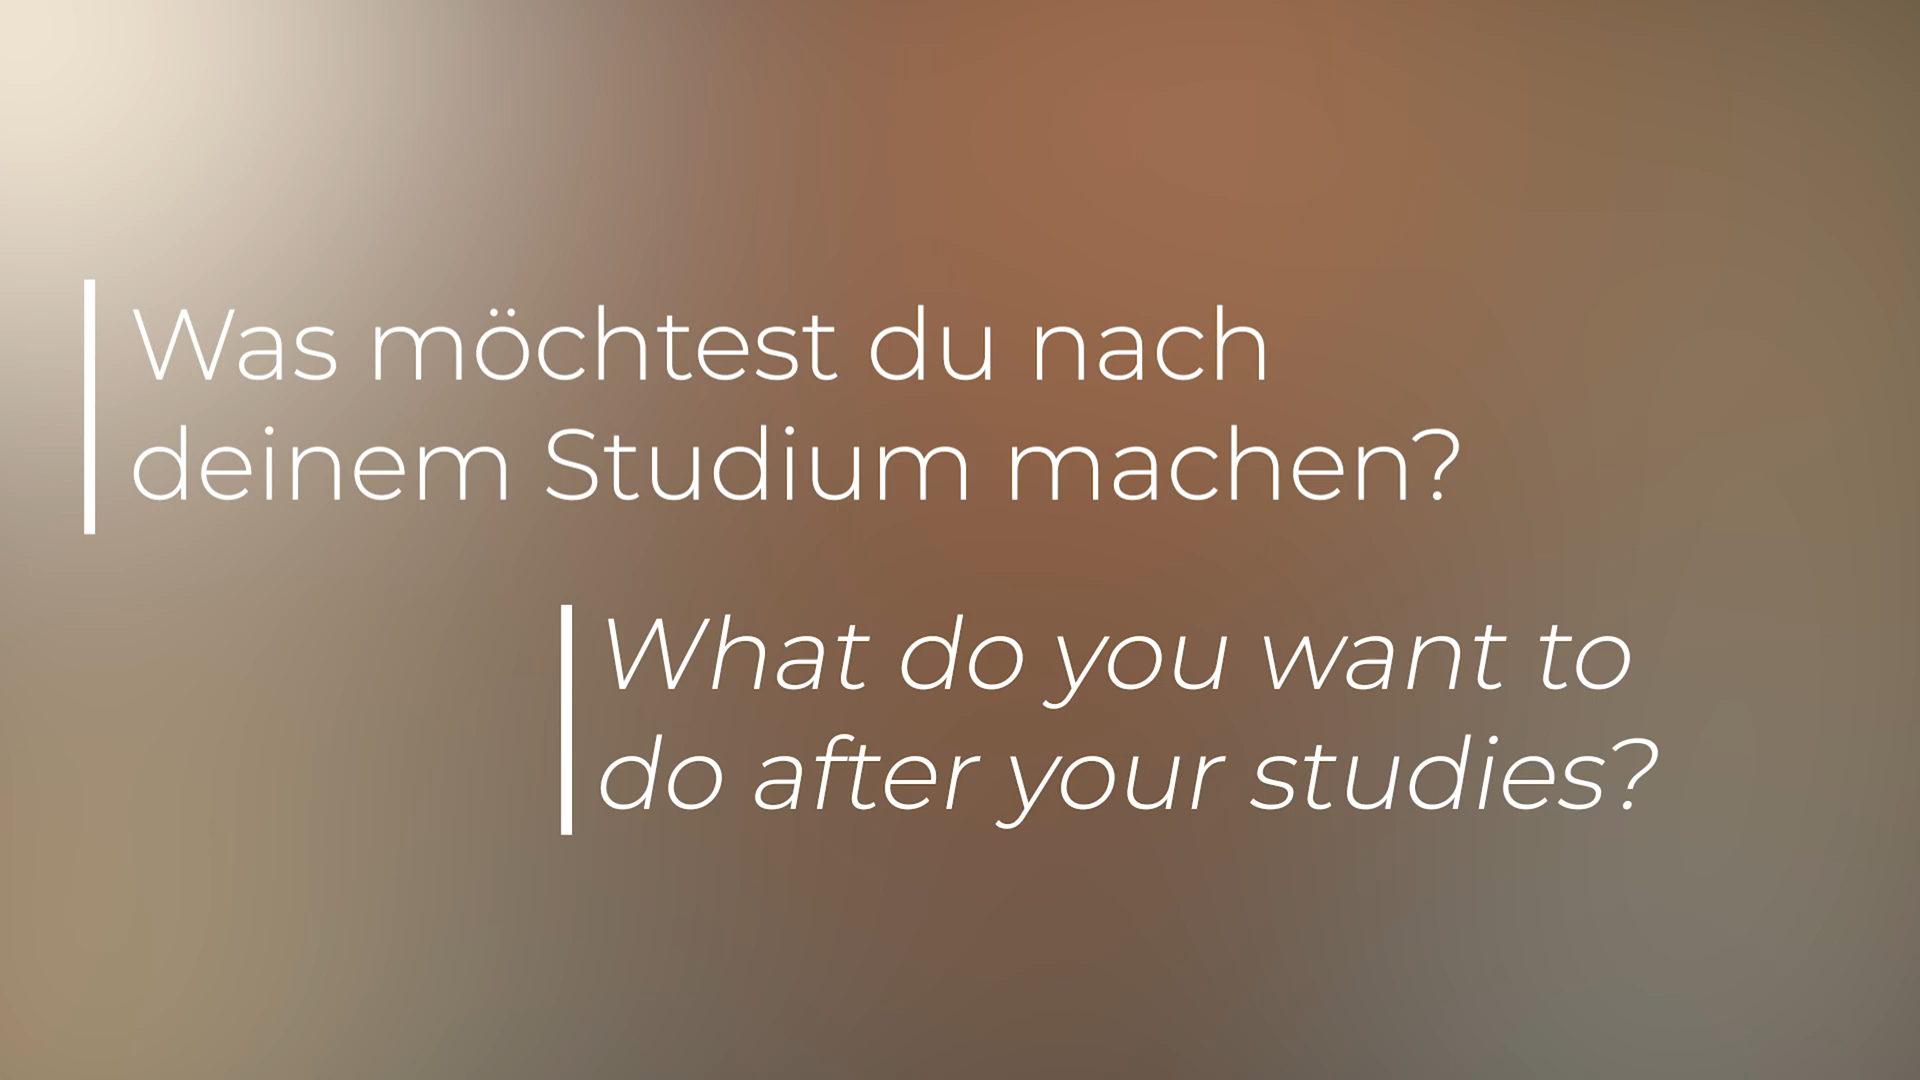 Was möchtest du nach
deinem Studium machen?
What do you want to
do after your studies?